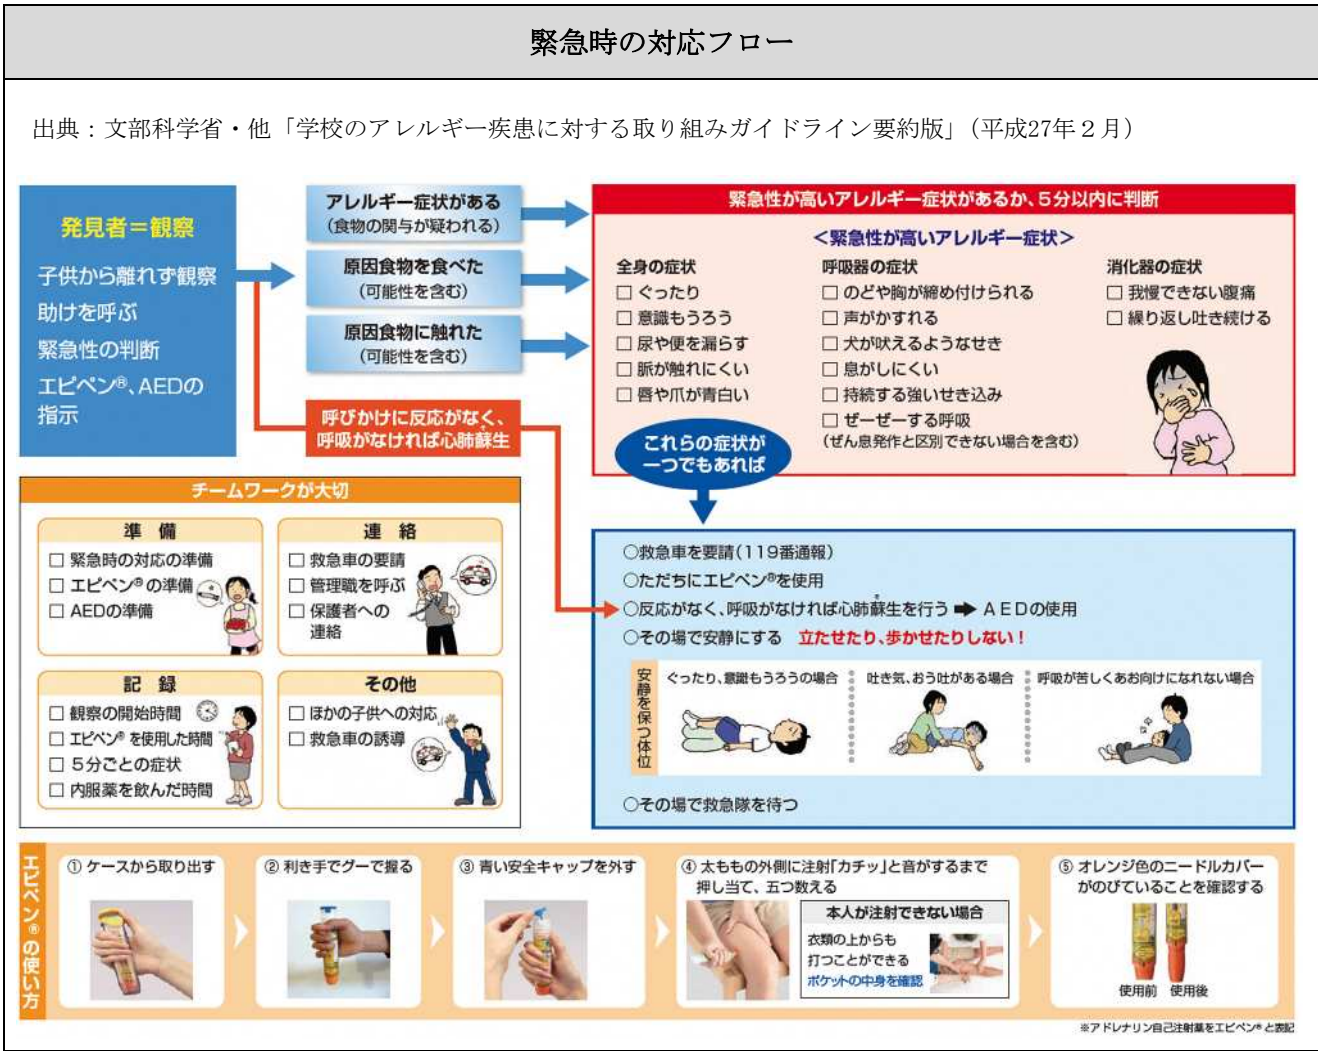 緊急時の対応フロー
出典：文部科学省・他「学校のアレルギー疾患に対する取り組みガイドライン要約版」（平成27年２月）
発見者＝観察
子供から離れず観察
助けを呼ぶ
緊急性の判断
エピペン®、AEDの
指示
アレルギー症状がある
(食物の関与が疑われる)
原因食物を食べた
(可能性を含む)
原因食物に触れた
(可能性を含む)
呼びかけに反応がなく、
呼吸がなければ心肺蘇生
緊急性が高いアレルギー症状があるか、５分以内に判断
＜緊急性が高いアレルギー症状＞
全身の症状
□ ぐったり
□ 意識もうろう
□ 尿や便を漏らす
□ 脈が触れにくい
□ 唇や爪が青白い
呼吸器の症状
□ のどや胸が締め付けられる
□ 声がかすれる
□ 犬が吠えるようなせき
□ 息がしにくい
□ 持続する強いせき込み
□ ぜーぜーする呼吸
(ぜん息発作と区別できない場合を含む)
消化器の症状
□ 我慢できない腹痛
□ 繰り返し吐き続ける
これらの症状が
一つでもあれば
チームワークが大切
準 備
□ 緊急時の対応の準備
□ エピペン®の準備
□ AEDの準備
連 絡
□ 救急車の要請
□ 管理職を呼ぶ
□ 保護者への
連絡
記 録
□ 観察の開始時間
□ エピペン®を使用した時間
□ ５分ごとの症状
□ 内服薬を飲んだ時間
その他
□ ほかの子供への対応
□ 救急車の誘導
○救急車を要請(119番通報)
○ただちにエピペン®を使用
○反応がなく、呼吸がなければ心肺蘇生を行う ➡ AEDの使用
○その場で安静にする 立たせたり、歩かせたりしない！
安静を保つ体位
ぐったり、意識もうろうの場合
吐き気、おう吐がある場合
呼吸が苦しくあお向けになれない場合
○その場で救急隊を待つ
エピペン®の使い方
① ケースから取り出す
② 利き手でグーで握る
③ 青い安全キャップを外す
④ 太ももの外側に注射「カチッ」と音がするまで
押し当て、五つ数える
本人が注射できない場合
衣類の上からも
打つことができる
ポケットの中身を確認
⑤ オレンジ色のニードルカバー
がのびていることを確認する
使用前 使用後
※アドレナリン自己注射薬をエピペン®と表記